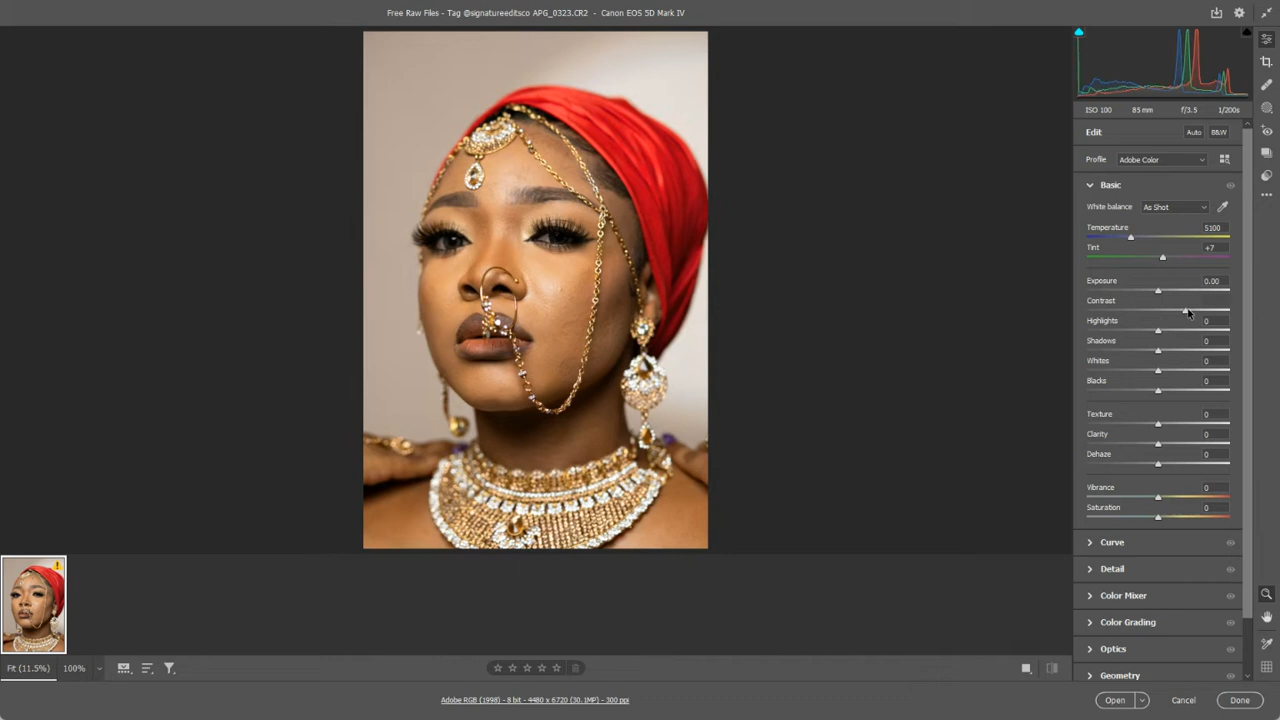 Free Raw Files - Tag @signatureeditsco APG_0323.CR2 - Canon EOS 5D Mark IV
ISO 100 85 mm f/3.5 1/200s
Edit Auto B&W
Profile Adobe Color
Basic
White balance As Shot
Temperature 5100
Tint +7
Exposure 0.00
Contrast
Highlights 0
Shadows 0
Whites 0
Blacks 0
Texture 0
Clarity 0
Dehaze 0
Vibrance 0
Saturation 0
Curve
Detail
Color Mixer
Color Grading
Optics
Geometry
Fit (11.5%) 100%
Adobe RGB (1998) - 8 bit - 4480 x 6720 (30.1MP) - 300 ppi
Open Cancel Done